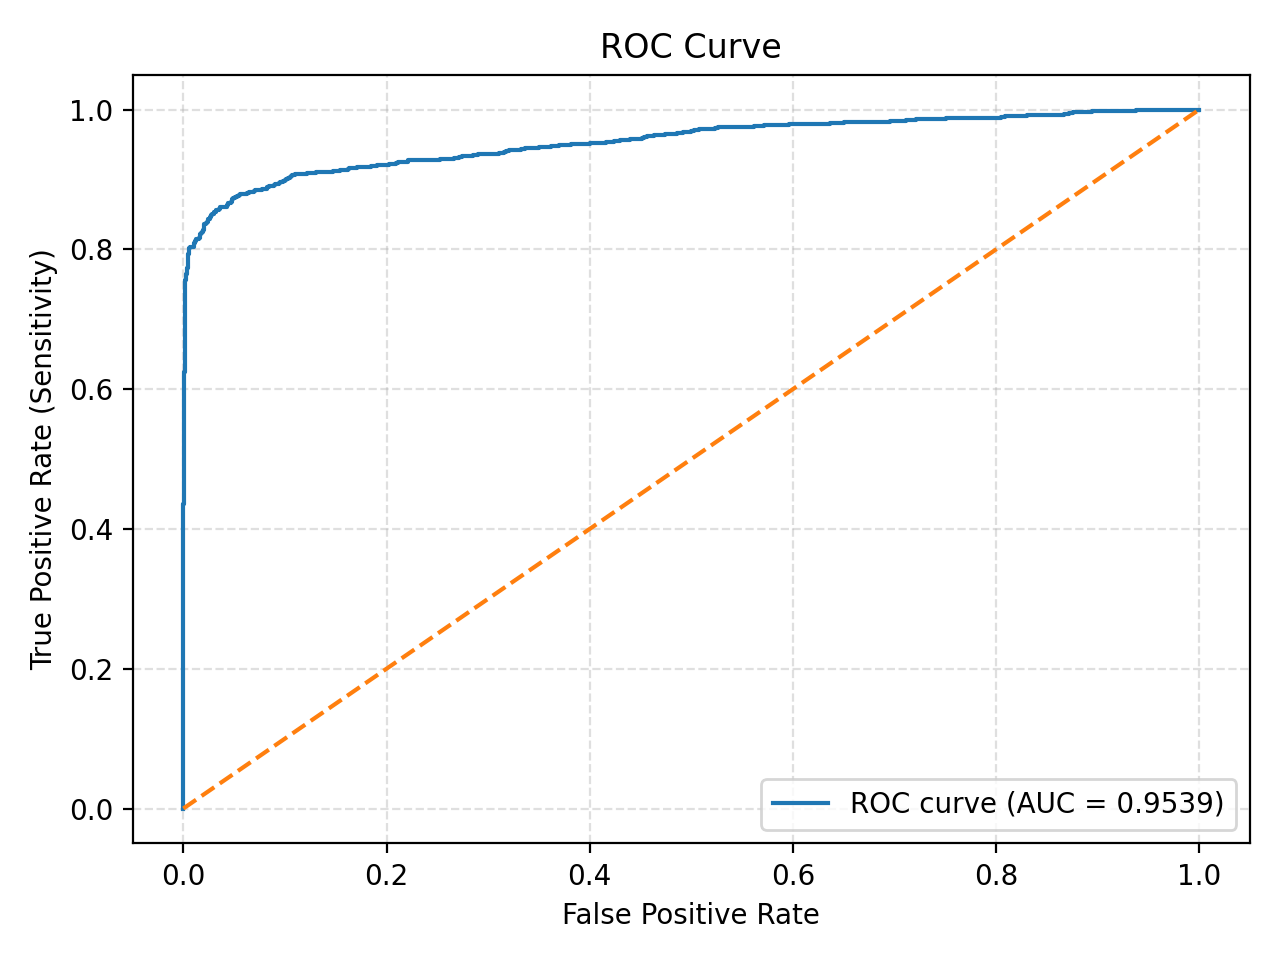 ROC Curve
True Positive Rate (Sensitivity)
1.0
0.8
0.6
0.4
0.2
0.0
ROC curve (AUC = 0.9539)
0.0 0.2 0.4 0.6 0.8 1.0
False Positive Rate